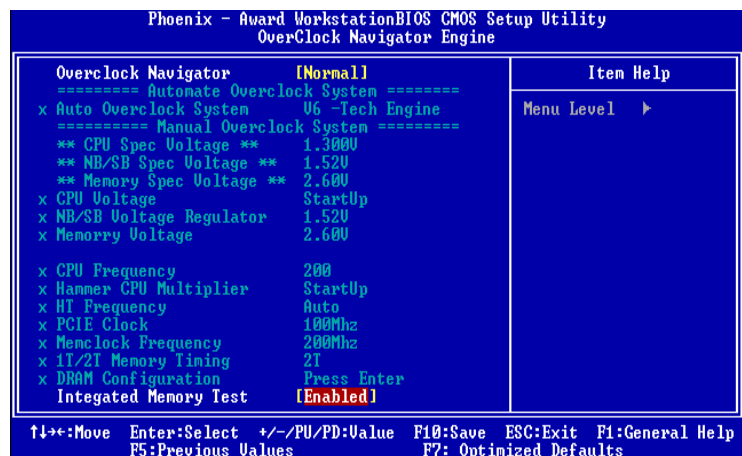 Phoenix - Award WorkstationBIOS CMOS Setup Utility
OverClock Navigator Engine
Overclock Navigator [Normal]
========= Automate Overclock System ========
x Auto Overclock System V6 -Tech Engine
========== Manual Overclock System =========
** CPU Spec Voltage ** 1.300V
** NB/SB Spec Voltage ** 1.52V
** Memory Spec Voltage ** 2.60V
x CPU Voltage StartUp
x NB/SB Voltage Regulator 1.52V
x Memorry Voltage 2.60V
x CPU Frequency 200
x Hammer CPU Multiplier StartUp
x HT Frequency Auto
x PCIE Clock 100Mhz
x Memclock Frequency 200Mhz
x 1T/2T Memory Timing 2T
x DRAM Configuration Press Enter
Integated Memory Test [Enabled]
Item Help
Menu Level ▶
↑↓→←:Move Enter:Select +/-/PU/PD:Value F10:Save ESC:Exit F1:General Help
F5:Previous Values F7: Optimized Defaults